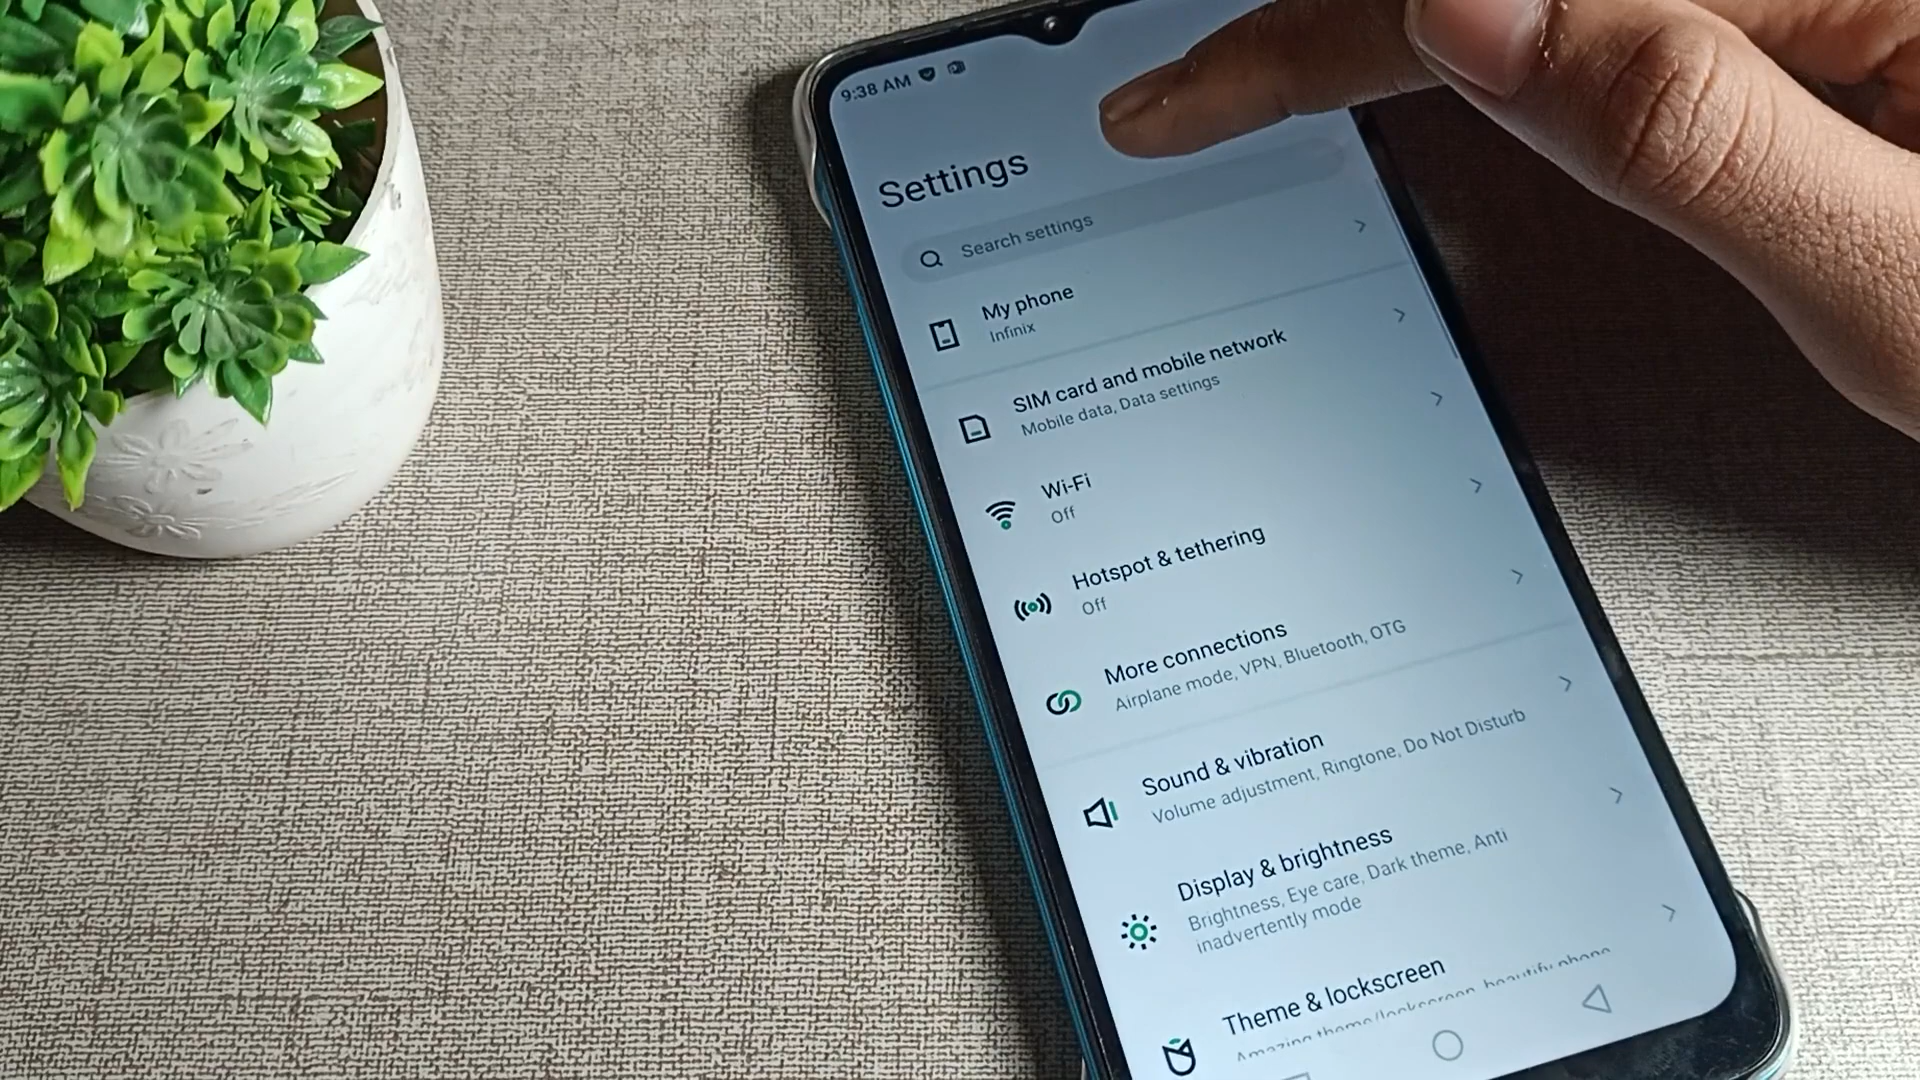 9:38 AM
Settings
Search settings
My phone
Infinix
SIM card and mobile network
Mobile data, Data settings
Wi-Fi
Off
Hotspot & tethering
Off
More connections
Airplane mode, VPN, Bluetooth, OTG
Sound & vibration
Volume adjustment, Ringtone, Do Not Disturb
Display & brightness
Brightness, Eye care, Dark theme, Anti
inadvertently mode
Theme & lockscreen
Amazing theme/lockscreen, beautify phone